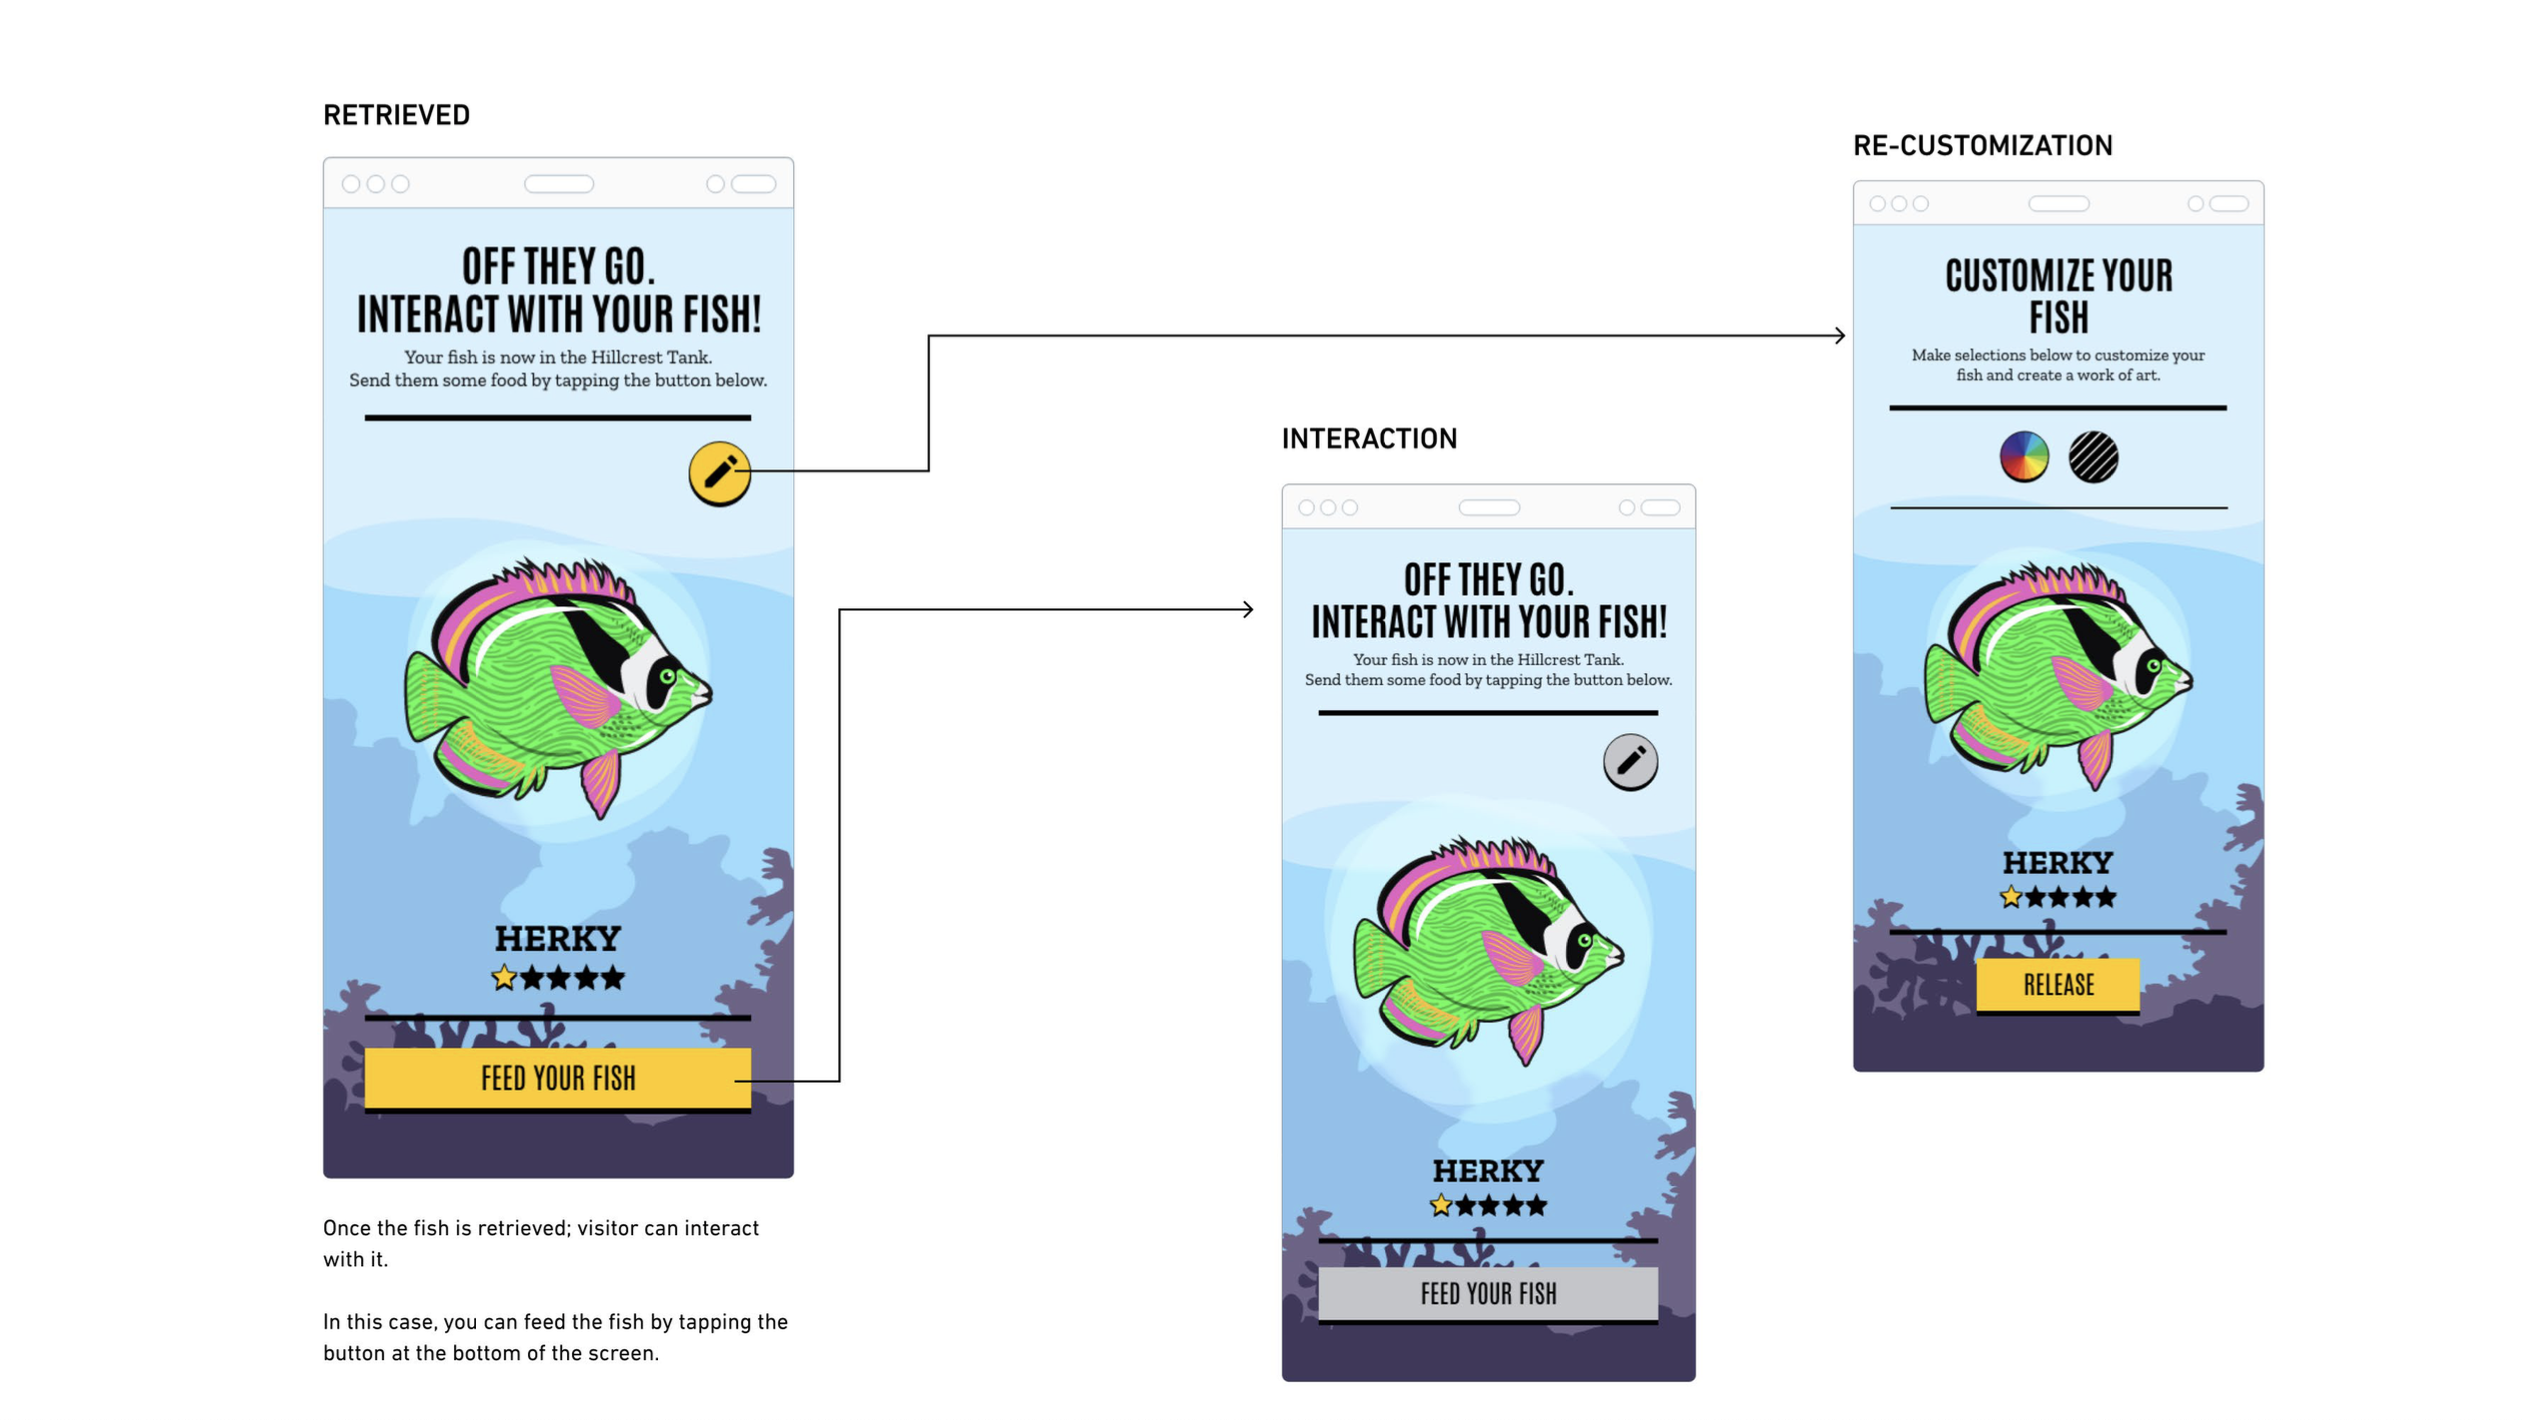 RETRIEVED
OFF THEY GO.
INTERACT WITH YOUR FISH!
Your fish is now in the Hillcrest Tank.
Send them some food by tapping the button below.
HERKY
FEED YOUR FISH
Once the fish is retrieved; visitor can interact
with it.
In this case, you can feed the fish by tapping the
button at the bottom of the screen.
INTERACTION
OFF THEY GO.
INTERACT WITH YOUR FISH!
Your fish is now in the Hillcrest Tank.
Send them some food by tapping the button below.
HERKY
FEED YOUR FISH
RE-CUSTOMIZATION
CUSTOMIZE YOUR
FISH
Make selections below to customize your
fish and create a work of art.
HERKY
RELEASE